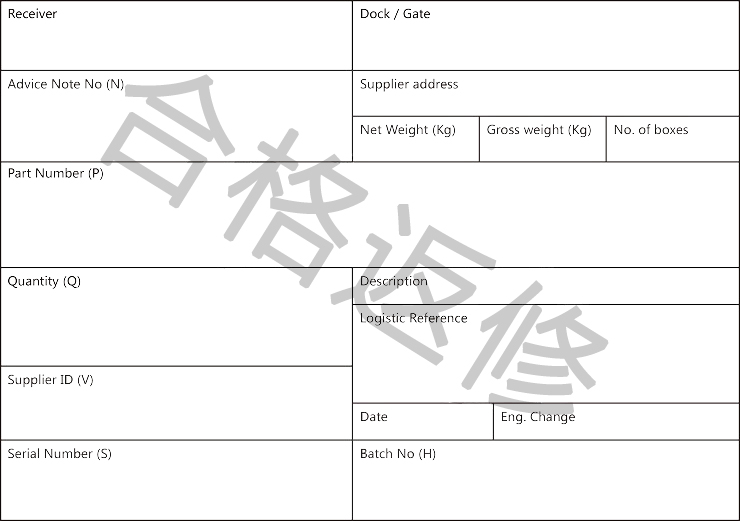 Receiver
Dock / Gate
Advice Note No (N)
Supplier address
Net Weight (Kg)
Gross weight (Kg)
No. of boxes
Part Number (P)
合格返修
Quantity (Q)
Description
Logistic Reference
Supplier ID (V)
Date
Eng. Change
Serial Number (S)
Batch No (H)